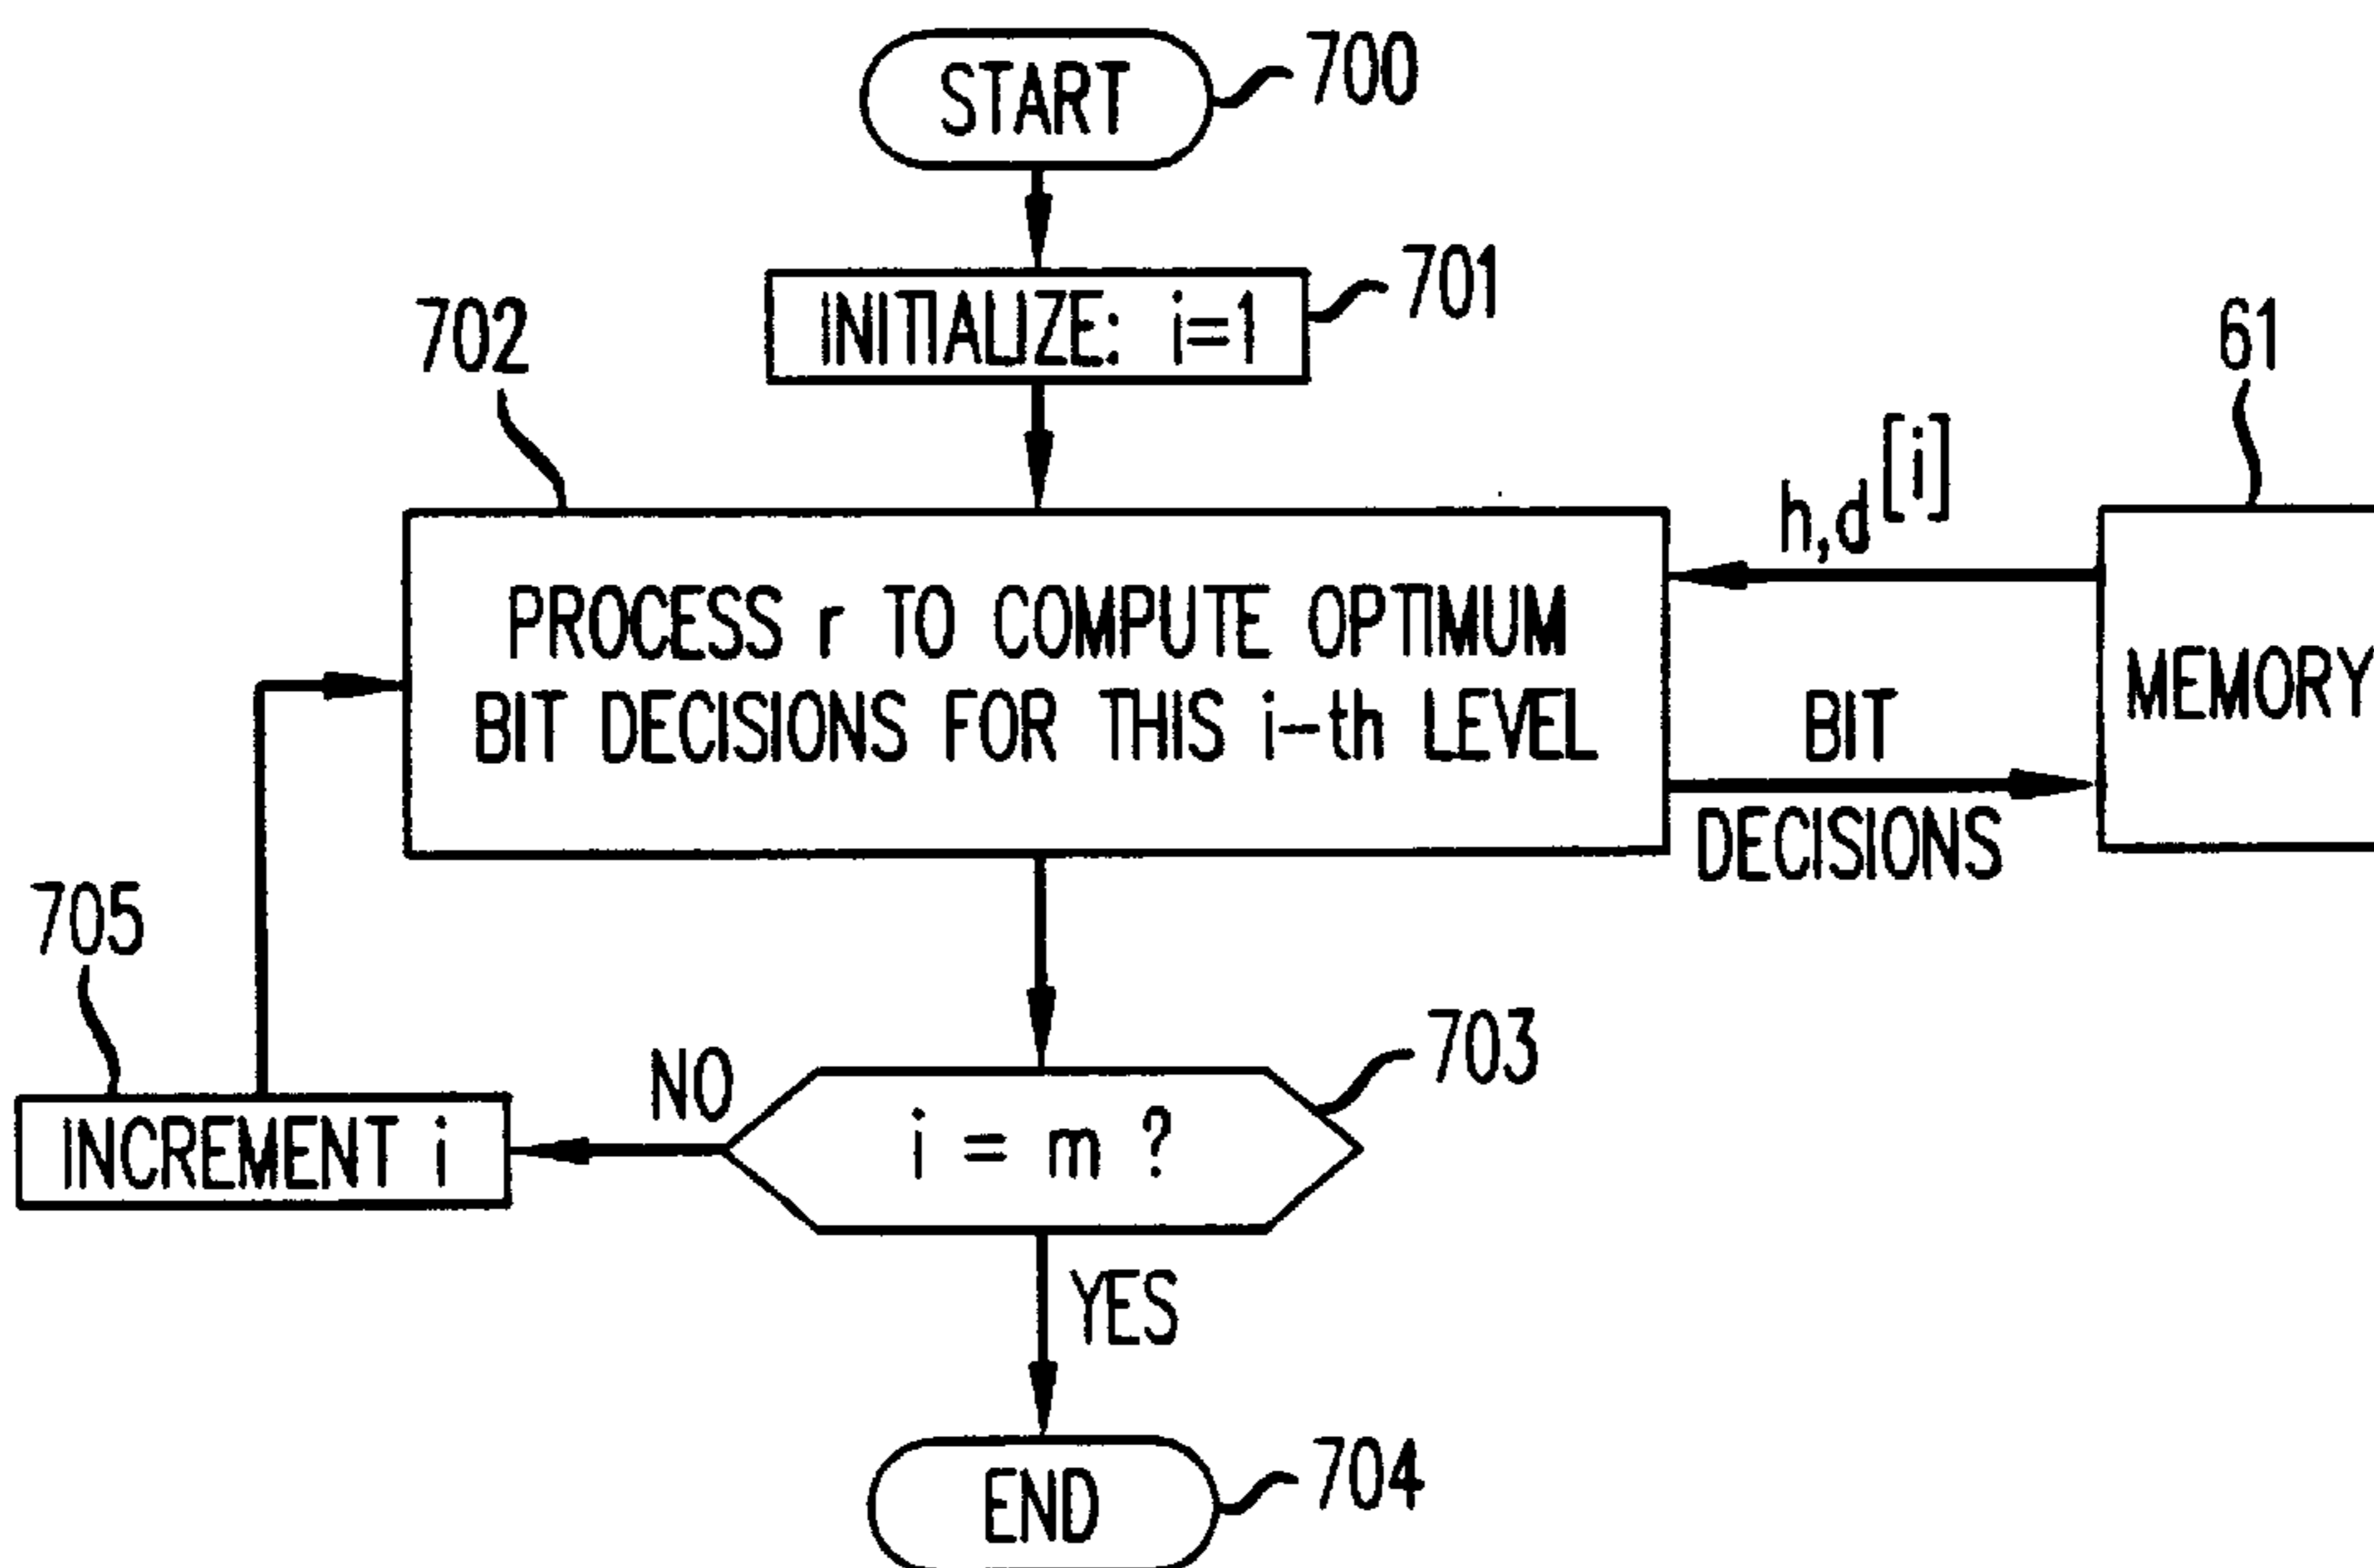 START
700
INITIALIZE: i=1
701
702
61
h,d[i]
PROCESS r TO COMPUTE OPTIMUM
BIT DECISIONS FOR THIS i-th LEVEL
MEMORY
BIT
DECISIONS
705
703
NO
INCREMENT i
i = m ?
YES
END
704